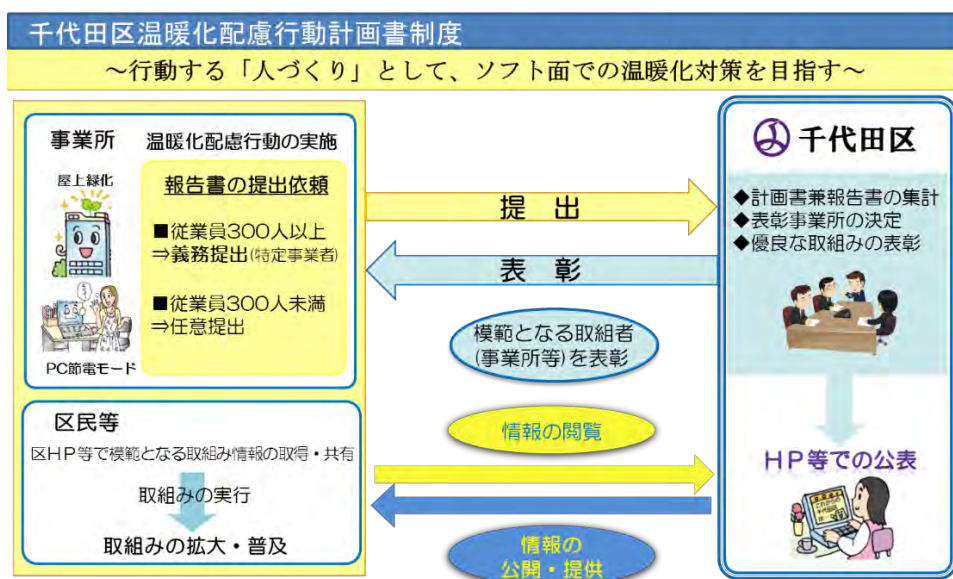 千代田区温暖化配慮行動計画書制度
～行動する「人づくり」として、ソフト面での温暖化対策を目指す～
事業所
温暖化配慮行動の実施
屋上緑化
報告書の提出依頼
■従業員300人以上
⇒義務提出(特定事業者)
■従業員300人未満
⇒任意提出
PC節電モード
区民等
区HP等で模範となる取組み情報の取得・共有
取組みの実行
取組みの拡大・普及
提 出
表 彰
模範となる取組者
(事業所等)を表彰
情報の閲覧
情報の
公開・提供
千代田区
◆計画書兼報告書の集計
◆表彰事業所の決定
◆優良な取組みの表彰
HP等での公表